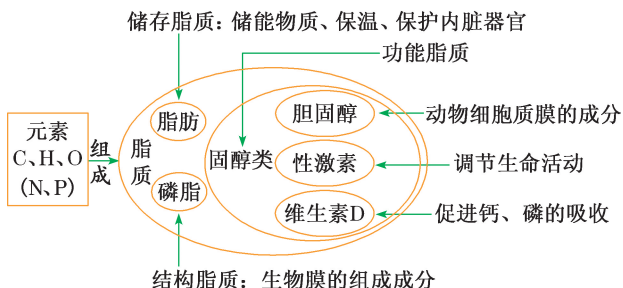 储存脂质：储能物质、保温、保护内脏器官
功能脂质
元素
C、H、O
(N、P)
组成
脂质
脂肪
磷脂
固醇类
胆固醇
性激素
维生素D
动物细胞质膜的成分
调节生命活动
促进钙、磷的吸收
结构脂质：生物膜的组成成分